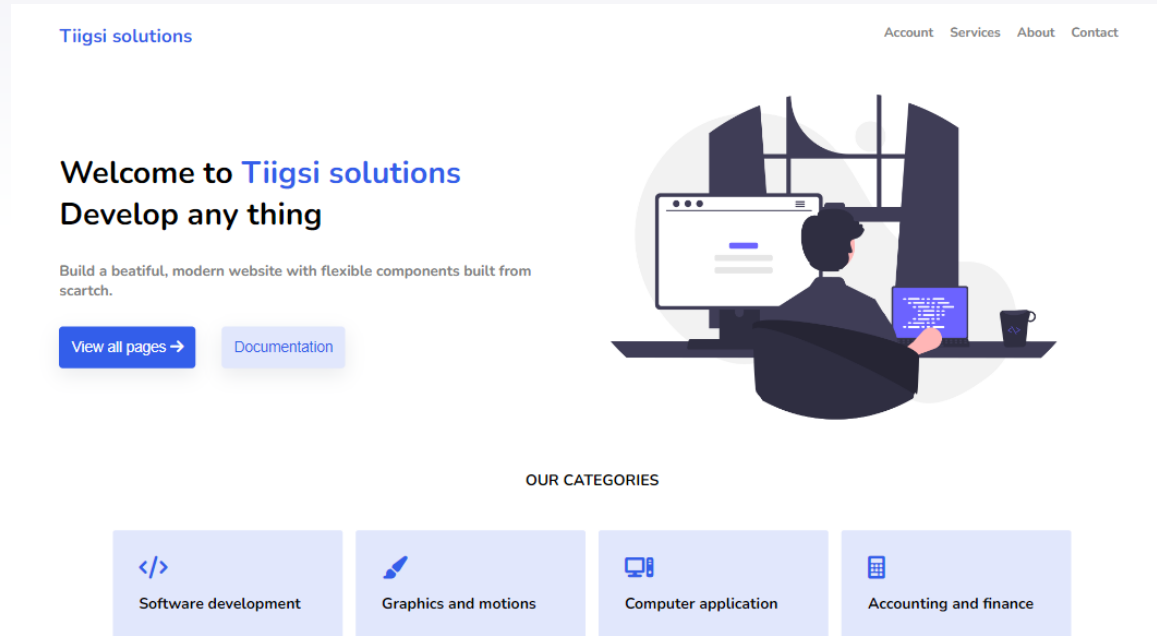 Tiigsi solutions
Account Services About Contact
Welcome to Tiigsi solutions
Develop any thing
Build a beatiful, modern website with flexible components built from
scartch.
View all pages →
Documentation
OUR CATEGORIES
Software development
Graphics and motions
Computer application
Accounting and finance